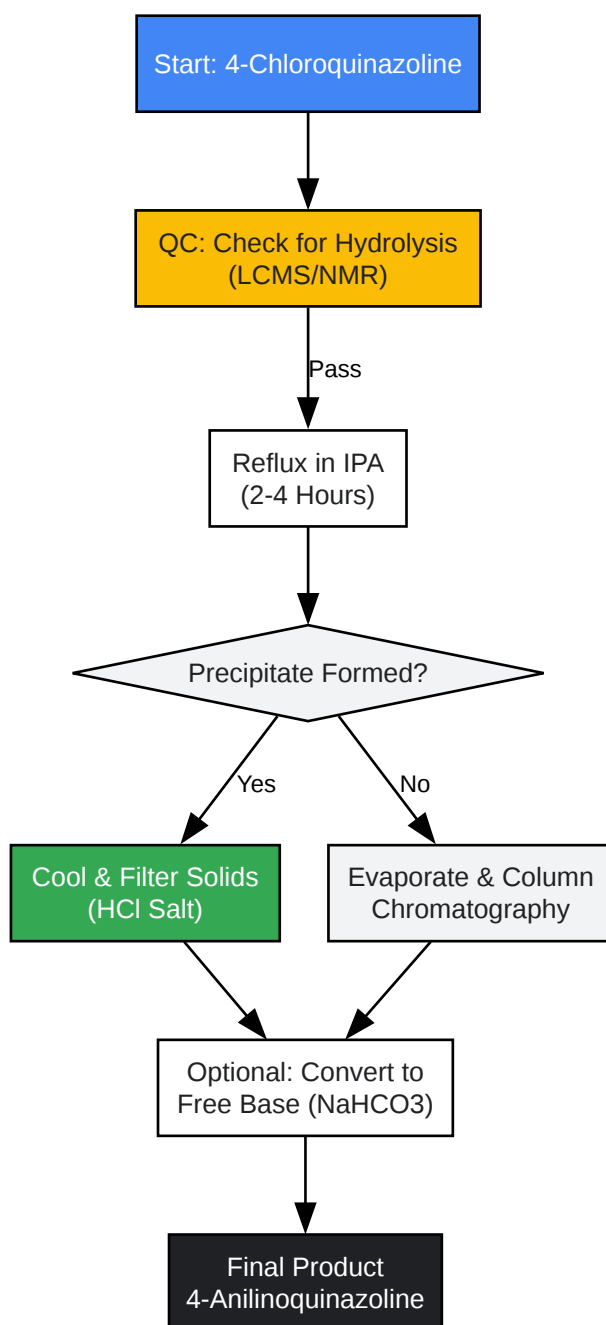 Start: 4-Chloroquinazoline
QC: Check for Hydrolysis
(LCMS/NMR)
Pass
Reflux in IPA
(2-4 Hours)
Precipitate Formed?
Yes
No
Cool & Filter Solids
(HCl Salt)
Evaporate & Column
Chromatography
Optional: Convert to
Free Base (NaHCO3)
Final Product
4-Anilinoquinazoline